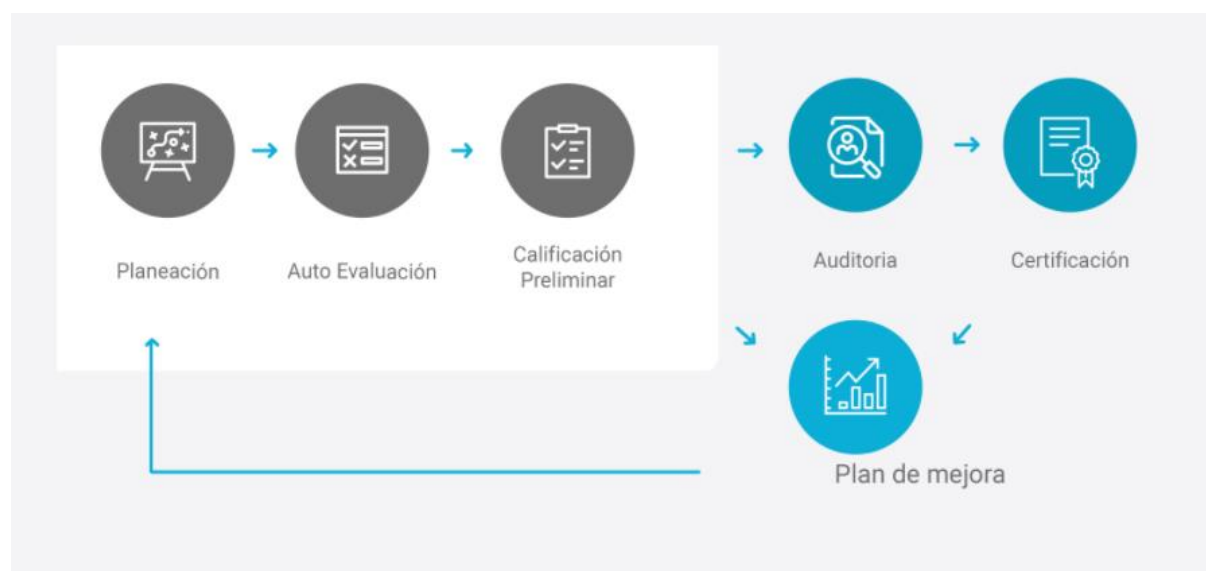 Planeación
Auto Evaluación
Calificación
Preliminar
Auditoria
Certificación
Plan de mejora